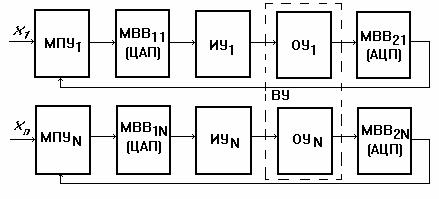 X1 МПУ1 МВВ11 (ЦАП) ИУ1 ОУ1 МВВ21 (АЦП)
ВУ
Xn МПУN МВВ1N (ЦАП) ИУN ОУN МВВ2N (АЦП)